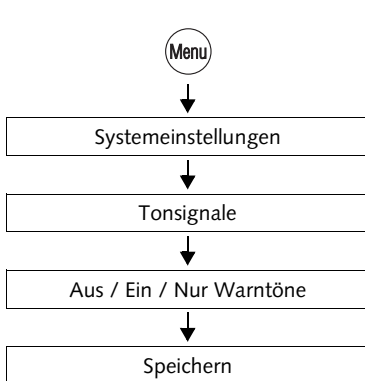 Menu
Systemeinstellungen
Tonsignale
Aus / Ein / Nur Warntöne
Speichern